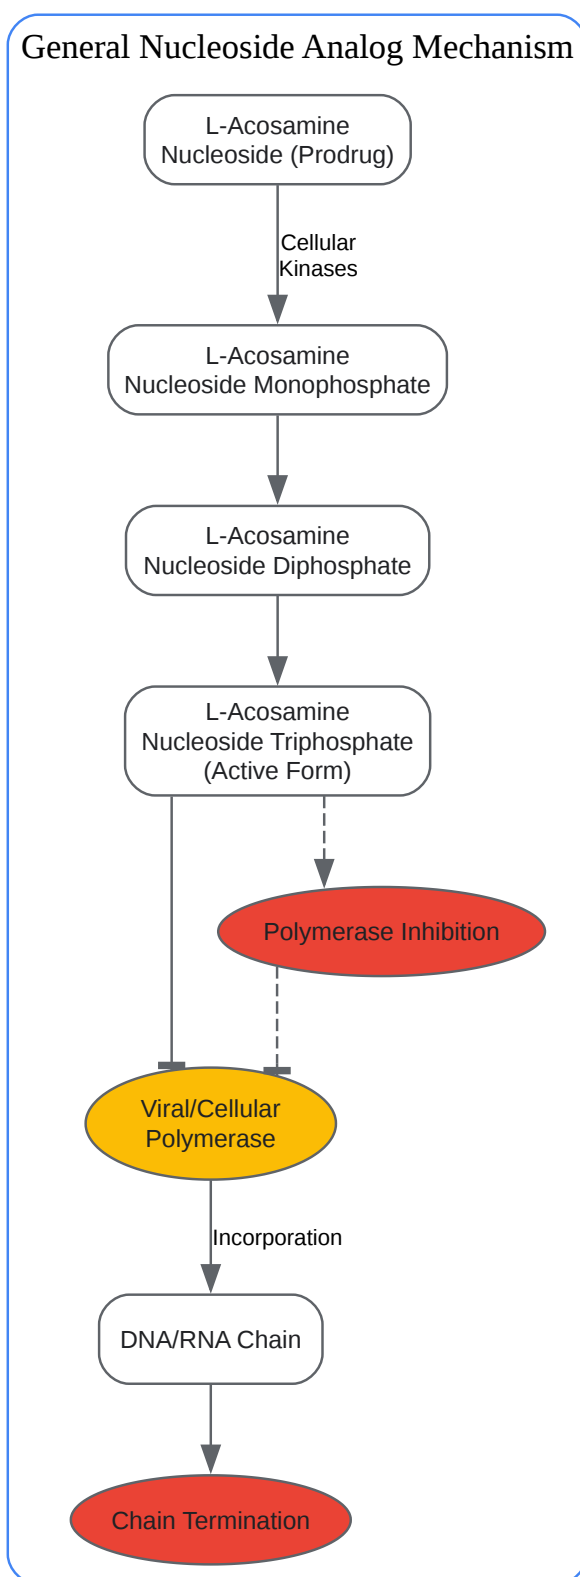 General Nucleoside Analog Mechanism
L-Acosamine
Nucleoside (Prodrug)
Cellular
Kinases
L-Acosamine
Nucleoside Monophosphate
L-Acosamine
Nucleoside Diphosphate
L-Acosamine
Nucleoside Triphosphate
(Active Form)
Polymerase Inhibition
Viral/Cellular
Polymerase
Incorporation
DNA/RNA Chain
Chain Termination